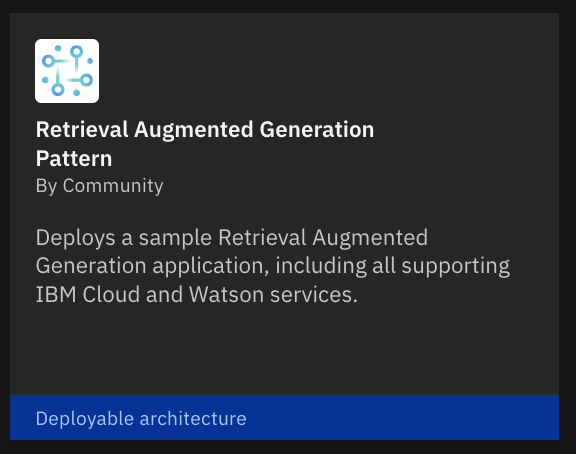 Retrieval Augmented Generation
Pattern
By Community
Deploys a sample Retrieval Augmented
Generation application, including all supporting
IBM Cloud and Watson services.
Deployable architecture